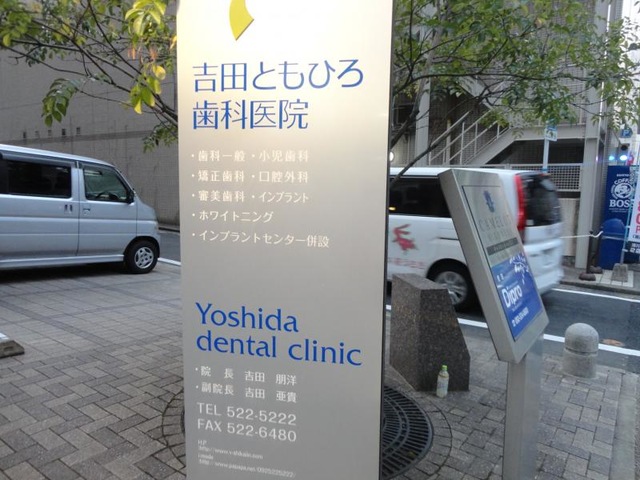 吉田ともひろ
歯科医院
・歯科一般・小児歯科
・矯正歯科・口腔外科
・審美歯科・インプラント
・ホワイトニング
・インプラントセンター併設
Yoshida
dental clinic
・院 長 吉田 朋洋
・副院長 吉田 亜貴
TEL 522-5222
FAX 522-6480
H.P
CAMELIA
Dipro
BOSS